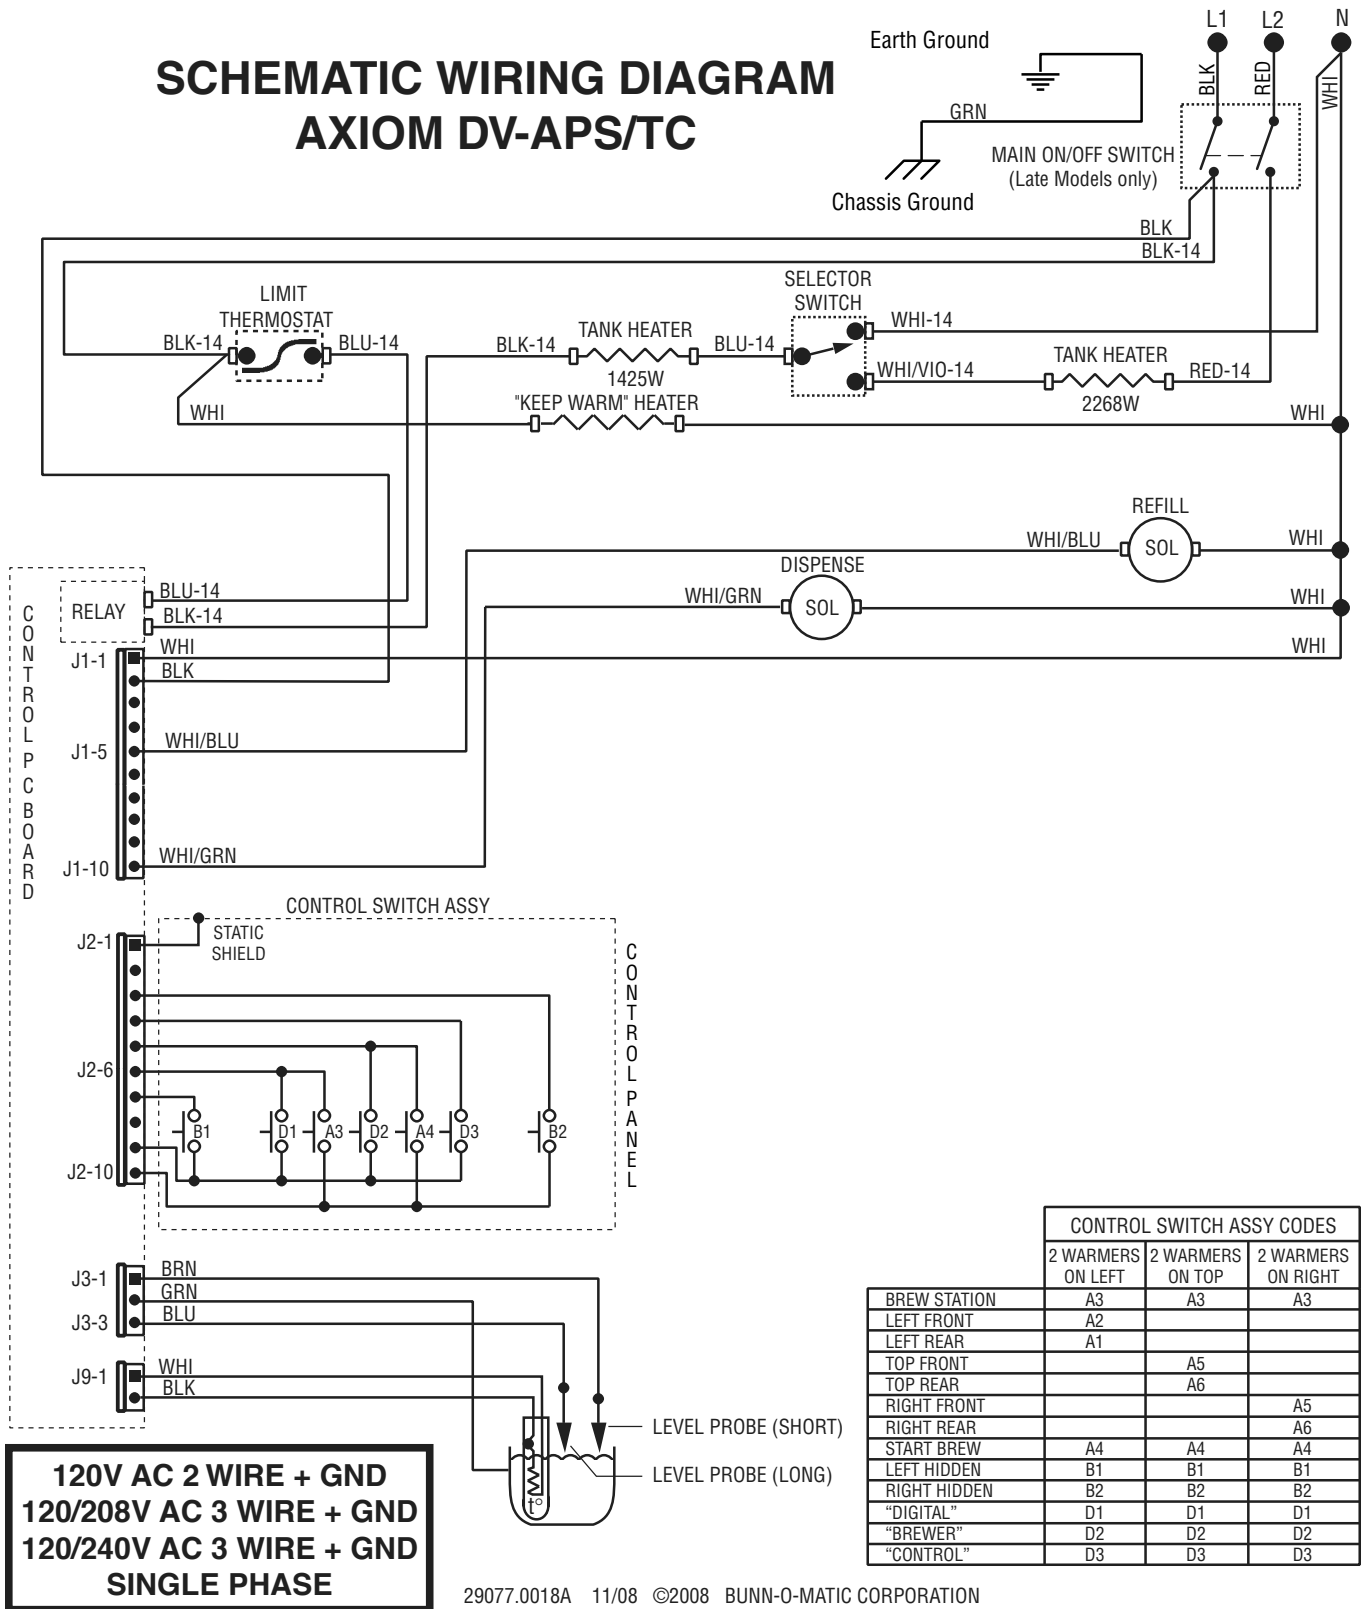 SCHEMATIC WIRING DIAGRAM
AXIOM DV-APS/TC
Earth Ground
GRN
Chassis Ground
L1 L2 N
BLK RED WHI
MAIN ON/OFF SWITCH
(Late Models only)
BLK
BLK-14
LIMIT
THERMOSTAT
BLK-14 BLU-14
WHI
BLK-14
TANK HEATER
1425W
BLU-14
SELECTOR
SWITCH
WHI-14
WHI/VIO-14
TANK HEATER
2268W
RED-14
"KEEP WARM" HEATER
WHI
REFILL
WHI/BLU SOL WHI
DISPENSE
WHI/GRN SOL WHI
WHI
CONTROL PC BOARD
RELAY
BLU-14
BLK-14
J1-1 WHI
BLK
J1-5 WHI/BLU
J1-10 WHI/GRN
CONTROL SWITCH ASSY
J2-1
STATIC
SHIELD
CONTROL PANEL
J2-6
B1 D1 A3 D2 A4 D3 B2
J2-10
J3-1 BRN
GRN
J3-3 BLU
J9-1 WHI
BLK
LEVEL PROBE (SHORT)
LEVEL PROBE (LONG)
t°
120V AC 2 WIRE + GND
120/208V AC 3 WIRE + GND
120/240V AC 3 WIRE + GND
SINGLE PHASE
CONTROL SWITCH ASSY CODES
2 WARMERS 2 WARMERS 2 WARMERS
ON LEFT ON TOP ON RIGHT
BREW STATION A3 A3 A3
LEFT FRONT A2
LEFT REAR A1
TOP FRONT A5
TOP REAR A6
RIGHT FRONT A5
RIGHT REAR A6
START BREW A4 A4 A4
LEFT HIDDEN B1 B1 B1
RIGHT HIDDEN B2 B2 B2
“DIGITAL” D1 D1 D1
“BREWER” D2 D2 D2
“CONTROL” D3 D3 D3
29077.0018A 11/08 ©2008 BUNN-O-MATIC CORPORATION